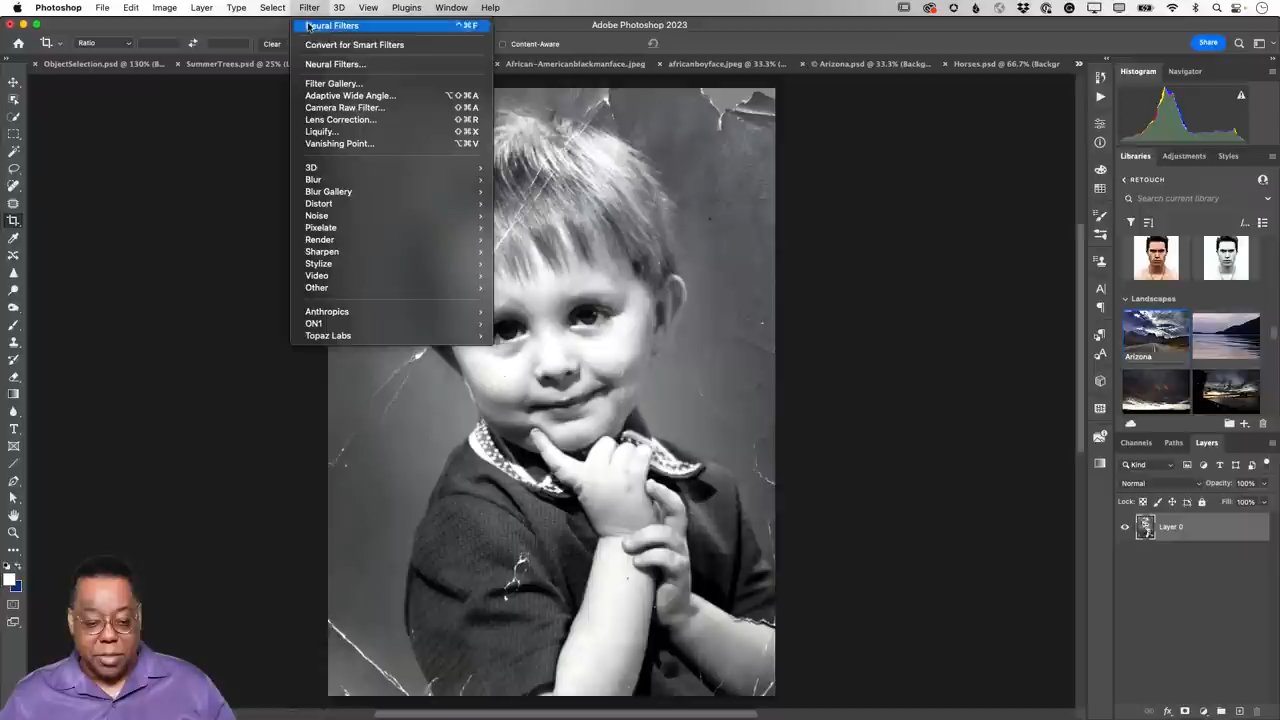 Photoshop File Edit Image Layer Type Select Filter 3D View Plugins Window Help
Adobe Photoshop 2023
Ratio Clear Content-Aware Share
ObjectSelection.psd @ 130% (B... SummerTrees.psd @ 25% (L African-Americanblackmanface.jpeg africanboyface.jpeg @ 33.3% (... © Arizona.psd @ 33.3% (Backg... Horses.psd @ 66.7% (Backgr
Neural Filters ^⌘F
Convert for Smart Filters
Neural Filters...
Filter Gallery...
Adaptive Wide Angle... ⌥⇧⌘A
Camera Raw Filter... ⇧⌘A
Lens Correction... ⇧⌘R
Liquify... ⇧⌘X
Vanishing Point... ⌥⌘V
3D
Blur
Blur Gallery
Distort
Noise
Pixelate
Render
Sharpen
Stylize
Video
Other
Anthropics
ON1
Topaz Labs
Histogram Navigator
Libraries Adjustments Styles
RETOUCH
Search current library
Landscapes
Arizona
Channels Paths Layers
Kind
Normal Opacity: 100%
Lock: Fill: 100%
Layer 0